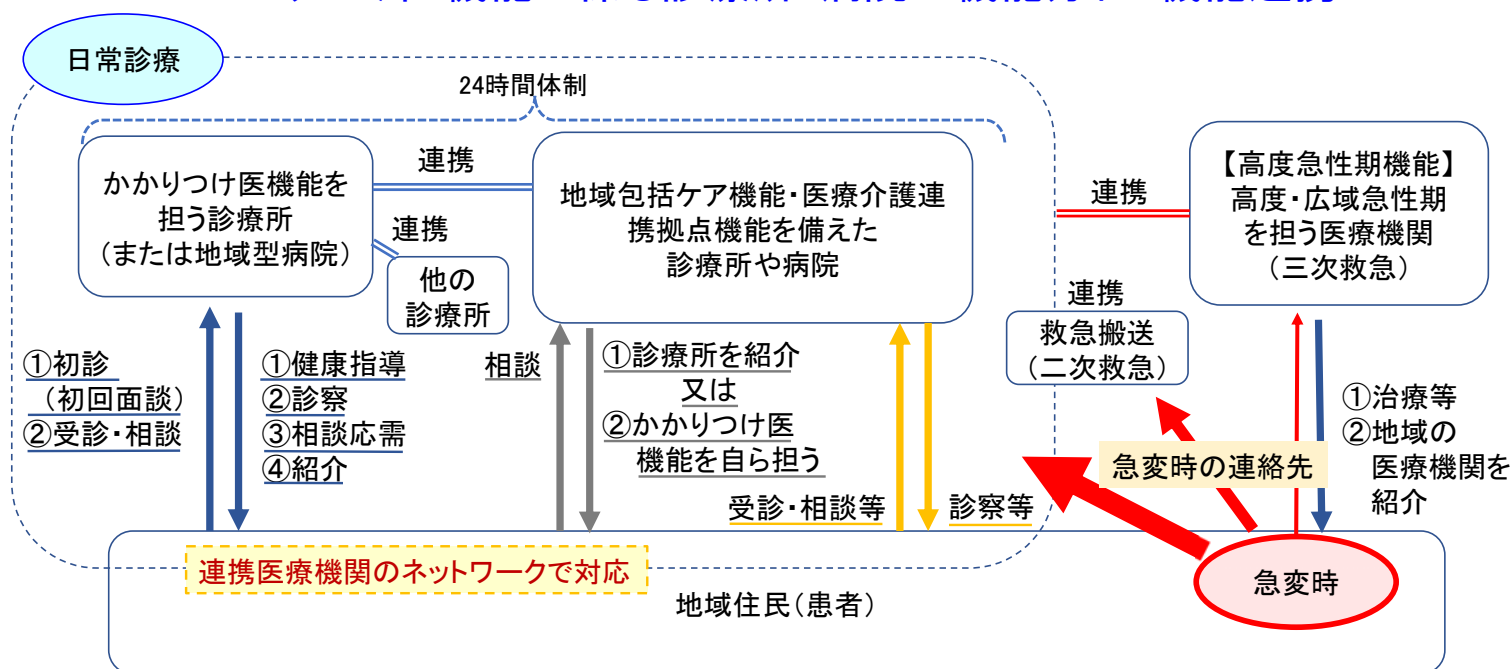 日常診療
24時間体制
かかりつけ医機能を
担う診療所
（または地域型病院）
連携
連携
他の
診療所
地域包括ケア機能・医療介護連
携拠点機能を備えた
診療所や病院
連携
【高度急性期機能】
高度・広域急性期
を担う医療機関
（三次救急）
連携
救急搬送
（二次救急）
①初診
（初回面談）
②受診・相談
①健康指導
②診察
③相談応需
④紹介
相談
①診療所を紹介
又は
②かかりつけ医
機能を自ら担う
受診・相談等
診察等
急変時の連絡先
①治療等
②地域の
医療機関を
紹介
連携医療機関のネットワークで対応
地域住民（患者）
急変時